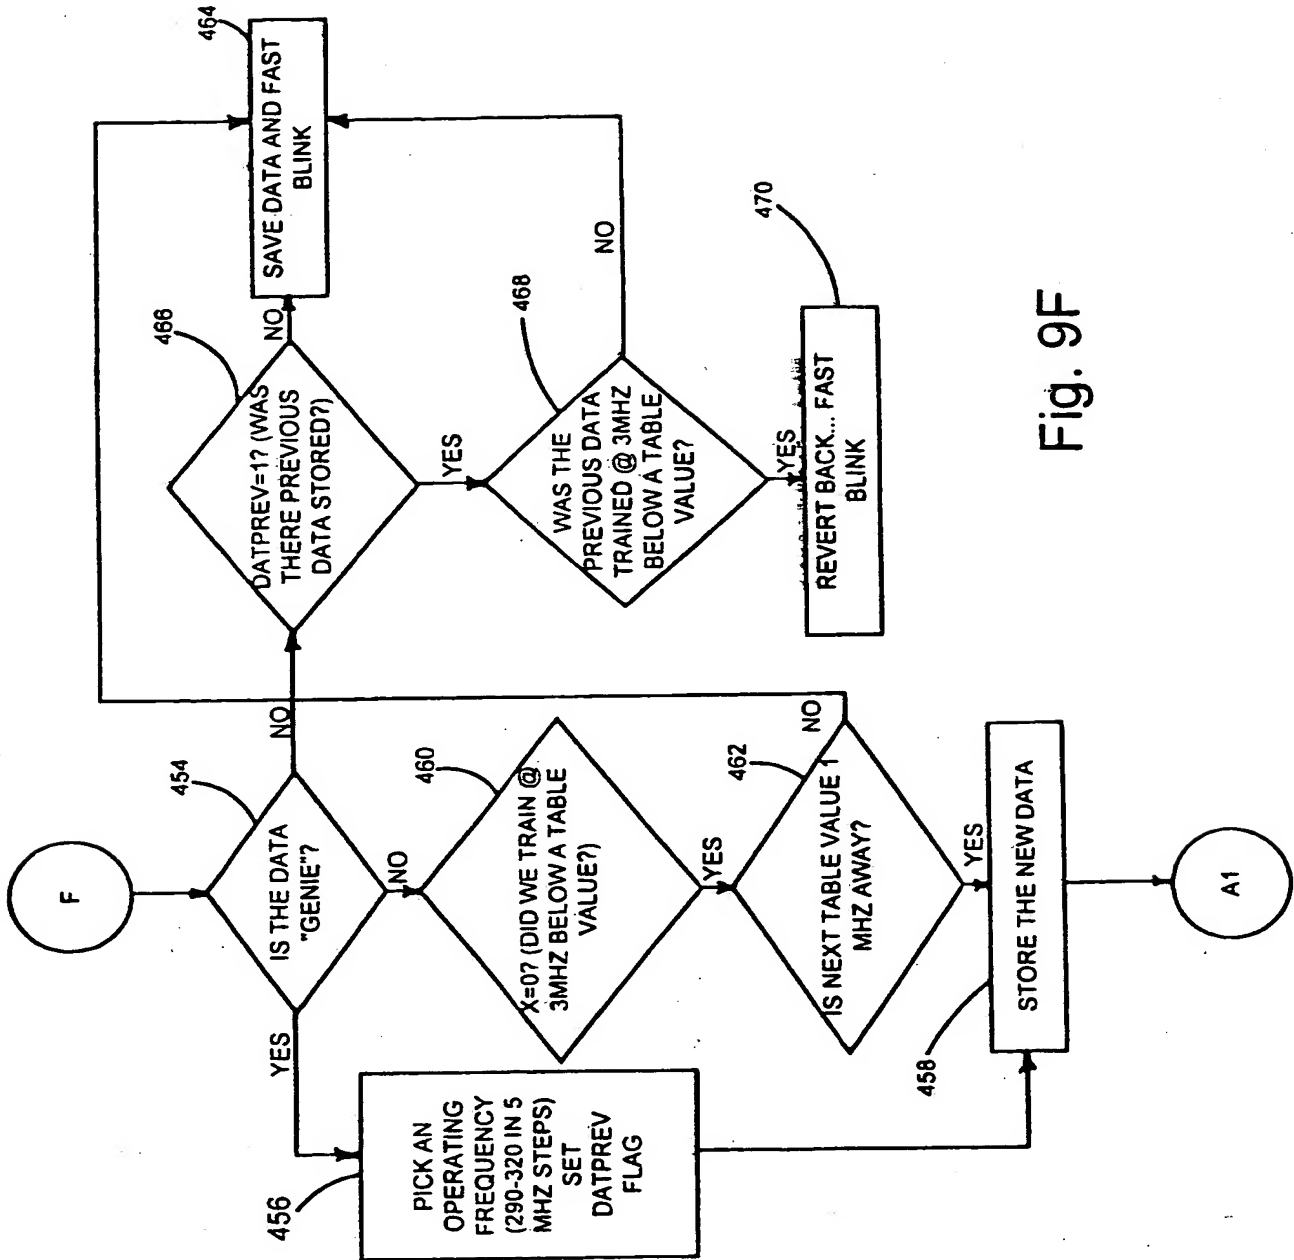 F
454
IS THE DATA
"GENIE"?
YES
NO
NO
456
PICK AN
OPERATING
FREQUENCY
(290-320 IN 5
MHZ STEPS)
SET
DATPREV
FLAG
460
X=0? (DID WE TRAIN @
3MHZ BELOW A TABLE
VALUE?)
YES
462
IS NEXT TABLE VALUE 1
MHZ AWAY?
NO
YES
458
STORE THE NEW DATA
A1
466
DATPREV=1? (WAS
THERE PREVIOUS
DATA STORED?)
NO
YES
464
SAVE DATA AND FAST
BLINK
468
WAS THE
PREVIOUS DATA
TRAINED @ 3MHZ
BELOW A TABLE
VALUE?
NO
YES
470
REVERT BACK... FAST
BLINK
Fig. 9F